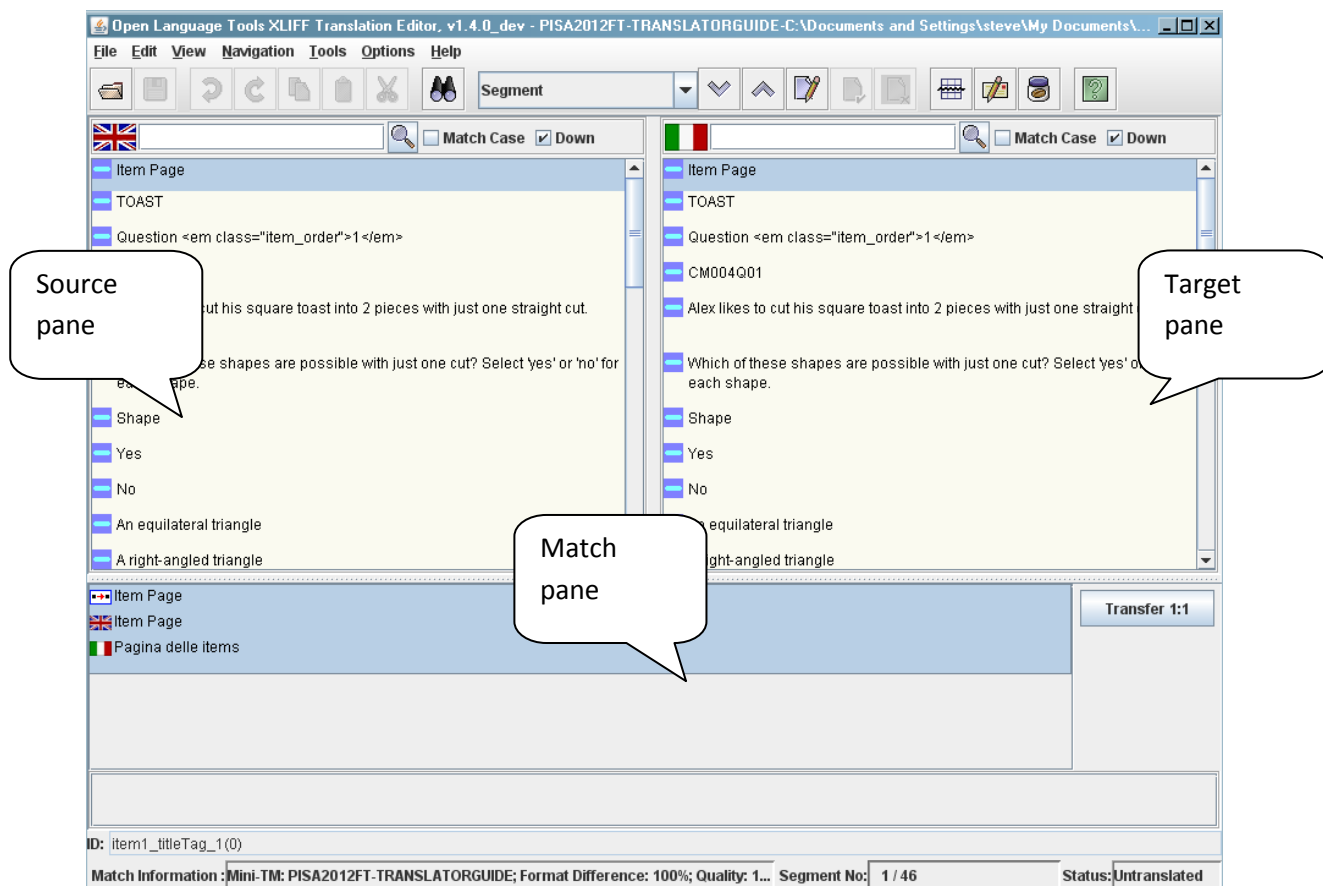 Open Language Tools XLIFF Translation Editor, v1.4.0_dev - PISA2012FT-TRANSLATORGUIDE-C:\Documents and Settings\steve\My Documents\...
File Edit View Navigation Tools Options Help
Segment
Match Case Down
Match Case Down
Item Page
TOAST
Question <em class="item_order">1</em>
Source
pane
cut his square toast into 2 pieces with just one straight cut.
se shapes are possible with just one cut? Select 'yes' or 'no' for
Shape
Yes
No
An equilateral triangle
A right-angled triangle
Item Page
TOAST
Question <em class="item_order">1</em>
CM004Q01
Alex likes to cut his square toast into 2 pieces with just one straight
Which of these shapes are possible with just one cut? Select 'yes' o
each shape.
Shape
Yes
No
equilateral triangle
ght-angled triangle
Target
pane
Match
pane
Item Page
Item Page
Pagina delle items
Transfer 1:1
ID: item1_titleTag_1(0)
Match Information : Mini-TM: PISA2012FT-TRANSLATORGUIDE; Format Difference: 100%; Quality: 1... Segment No: 1 / 46 Status: Untranslated